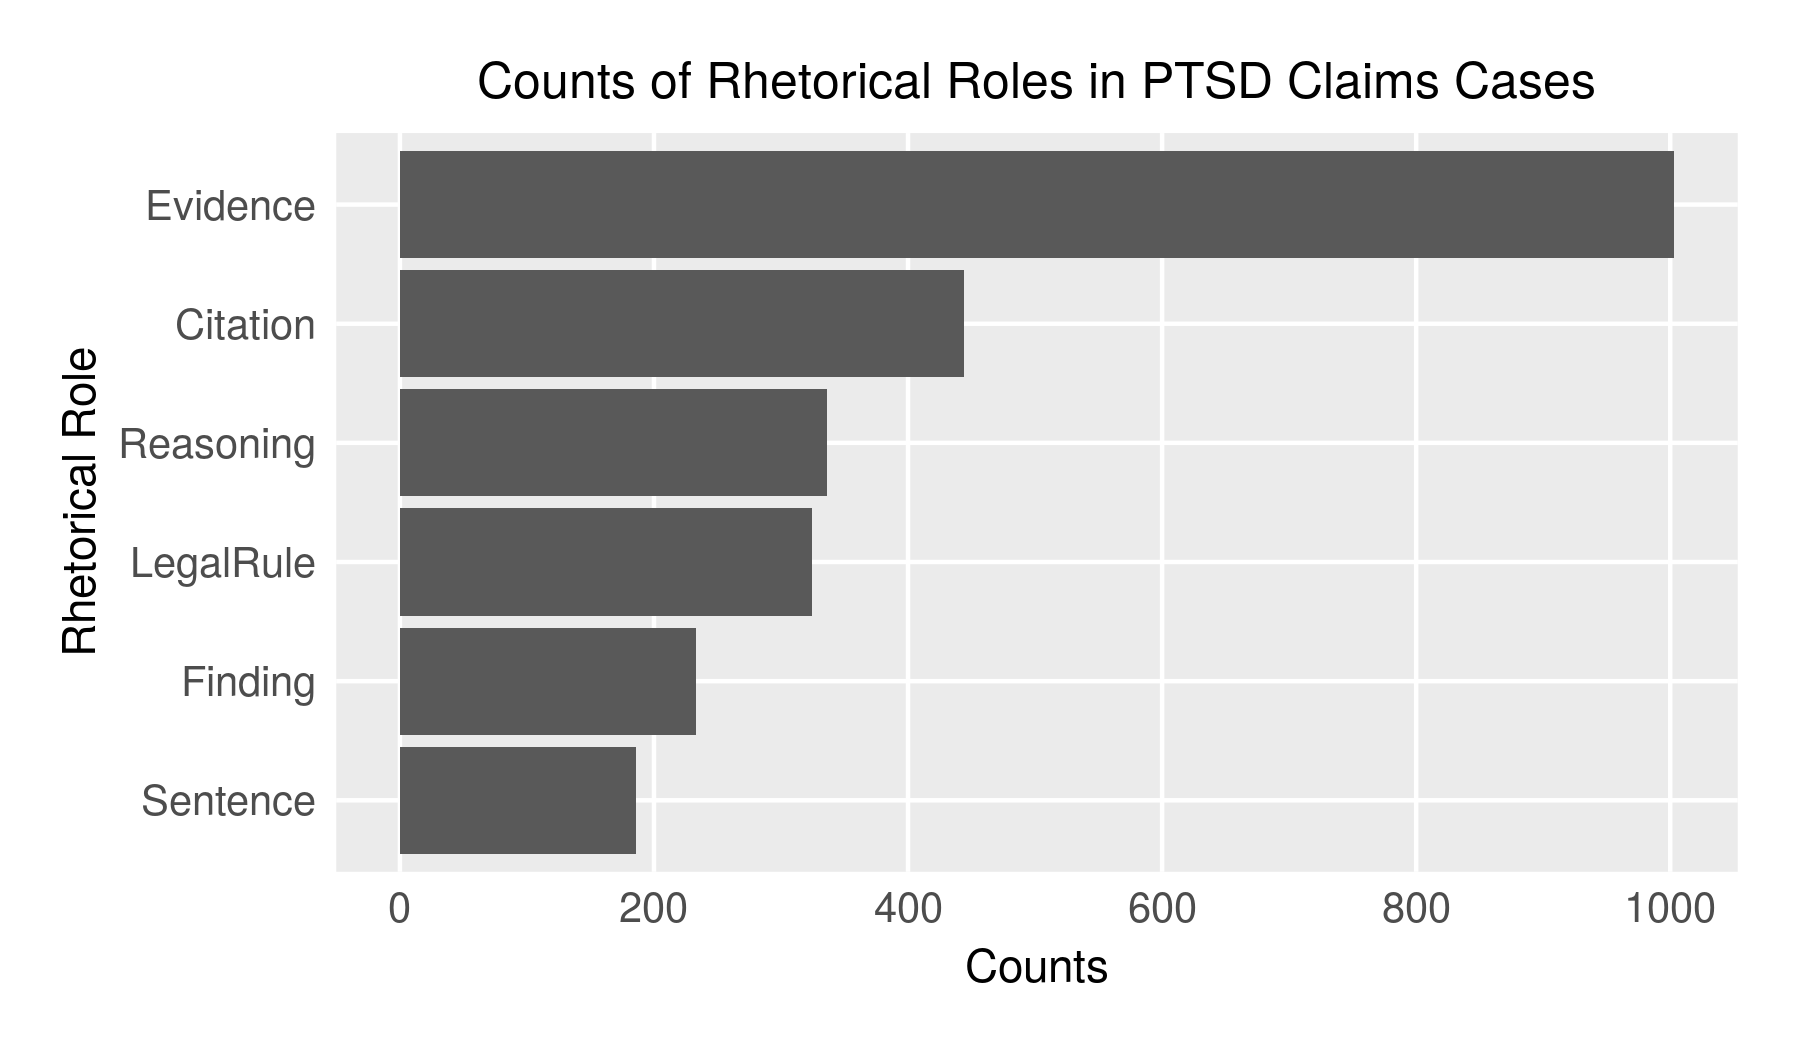 Counts of Rhetorical Roles in PTSD Claims Cases
Rhetorical Role
Evidence
Citation
Reasoning
LegalRule
Finding
Sentence
0 200 400 600 800 1000
Counts